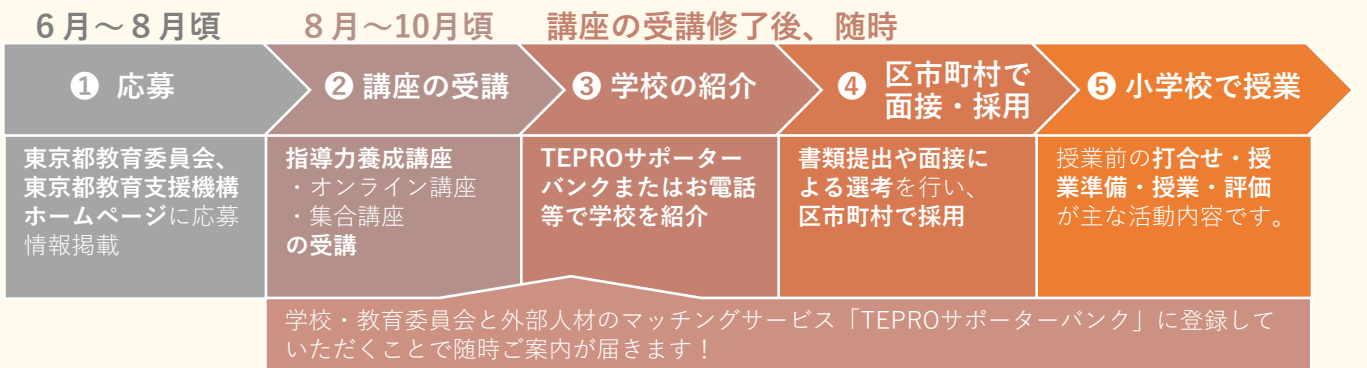 6月～8月頃
8月～10月頃
講座の受講修了後、随時
❶ 応募
❷ 講座の受講
❸ 学校の紹介
❹ 区市町村で
面接・採用
❺ 小学校で授業
東京都教育委員会、
東京都教育支援機構
ホームページに応募
情報掲載
指導力養成講座
・オンライン講座
・集合講座
の受講
TEPROサポーター
バンクまたはお電話
等で学校を紹介
書類提出や面接に
よる選考を行い、
区市町村で採用
授業前の打合せ・授
業準備・授業・評価
が主な活動内容です。
学校・教育委員会と外部人材のマッチングサービス「TEPROサポーターバンク」に登録して
いただくことで随時ご案内が届きます！